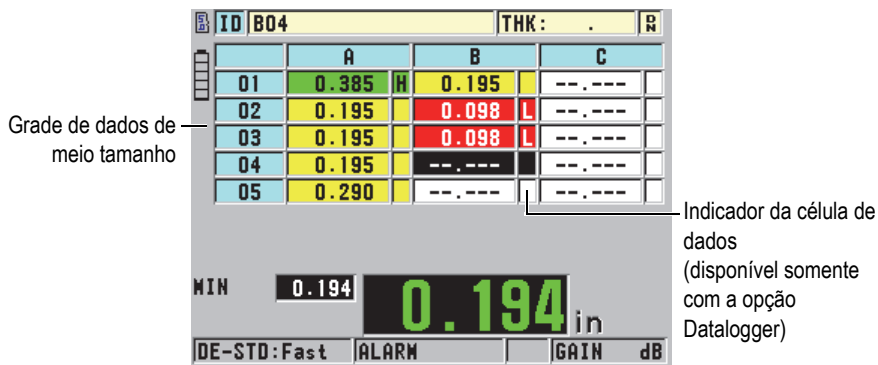 ID B04 THK: . DN
A B C
01 0.385 H 0.195 --.---
02 0.195 0.098 L --.---
03 0.195 0.098 L --.---
04 0.195 --.--- --.---
05 0.290 --.--- --.---
Grade de dados de
meio tamanho
Indicador da célula de
dados
(disponível somente
com a opção
Datalogger)
MIN 0.194 0.194 in
DE-STD:Fast ALARM GAIN dB